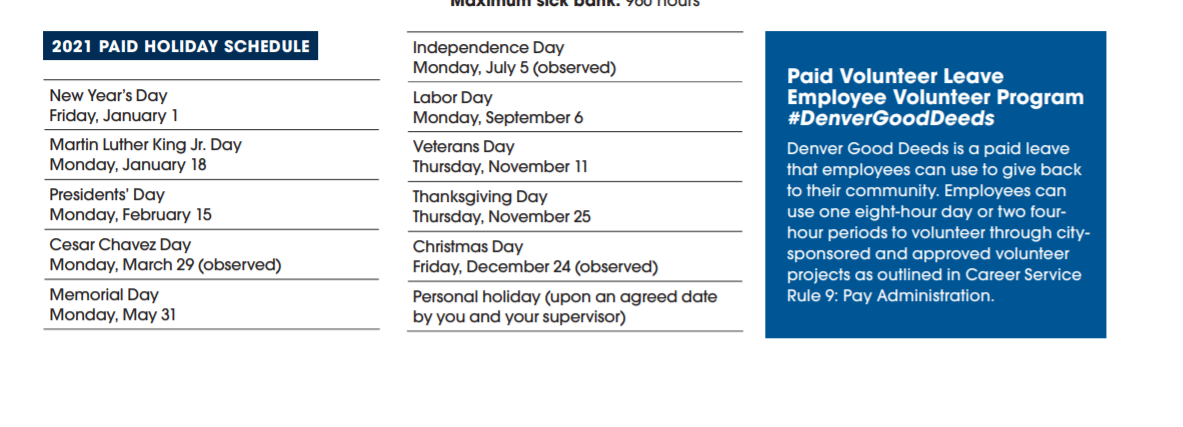 Maximum sick bank: 960 hours
2021 PAID HOLIDAY SCHEDULE
New Year's Day
Friday, January 1
Martin Luther King Jr. Day
Monday, January 18
Presidents' Day
Monday, February 15
Cesar Chavez Day
Monday, March 29 (observed)
Memorial Day
Monday, May 31
Independence Day
Monday, July 5 (observed)
Labor Day
Monday, September 6
Veterans Day
Thursday, November 11
Thanksgiving Day
Thursday, November 25
Christmas Day
Friday, December 24 (observed)
Personal holiday (upon an agreed date
by you and your supervisor)
Paid Volunteer Leave
Employee Volunteer Program
#DenverGoodDeeds
Denver Good Deeds is a paid leave
that employees can use to give back
to their community. Employees can
use one eight-hour day or two four-
hour periods to volunteer through city-
sponsored and approved volunteer
projects as outlined in Career Service
Rule 9: Pay Administration.